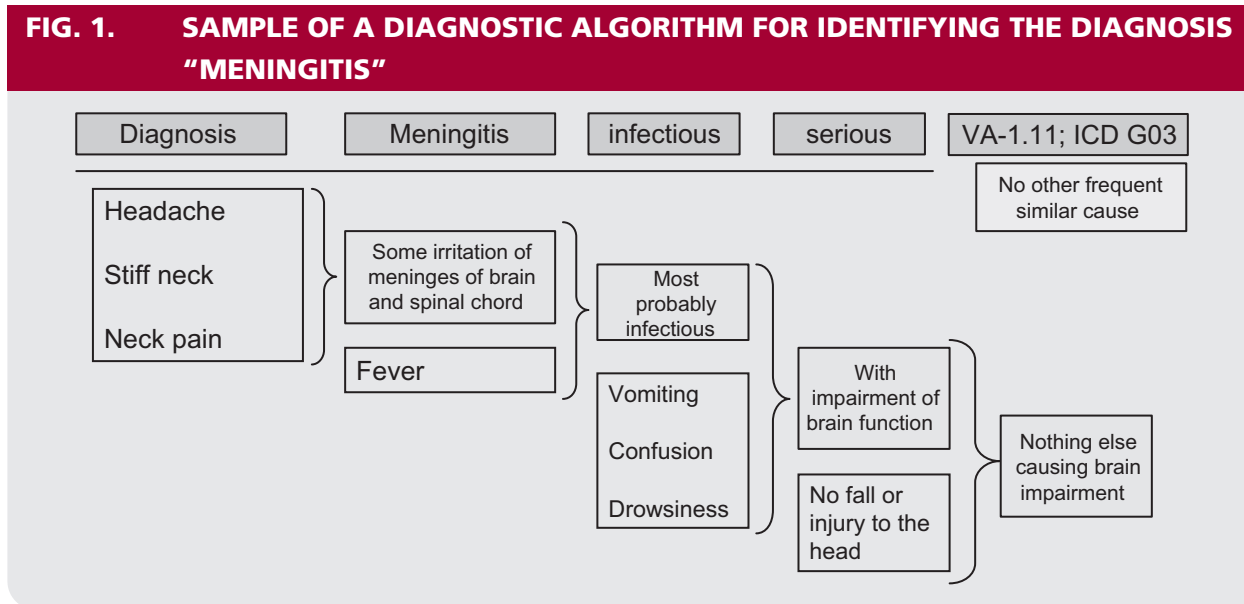 FIG. 1. SAMPLE OF A DIAGNOSTIC ALGORITHM FOR IDENTIFYING THE DIAGNOSIS
“MENINGITIS”
Diagnosis
Meningitis
infectious
serious
VA-1.11; ICD G03
No other frequent
similar cause
Headache
Stiff neck
Neck pain
Some irritation of
meninges of brain
and spinal chord
Fever
Most
probably
infectious
Vomiting
Confusion
Drowsiness
With
impairment of
brain function
No fall or
injury to the
head
Nothing else
causing brain
impairment